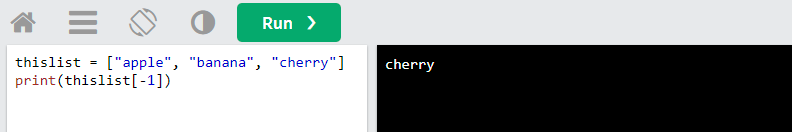 Run ❯
thislist = ["apple", "banana", "cherry"]
print(thislist[-1])
cherry